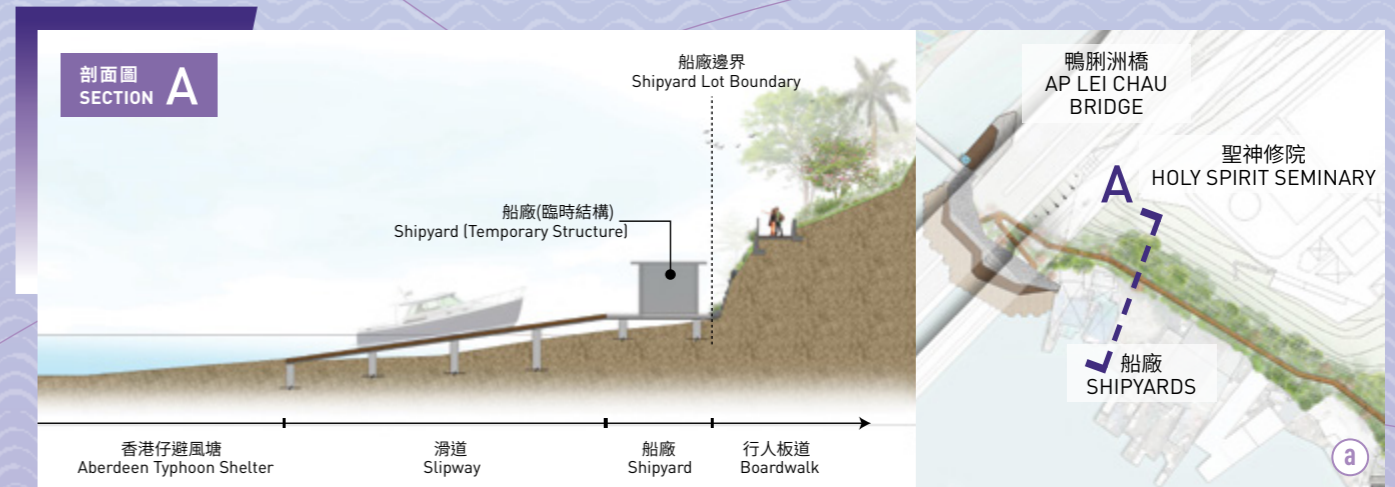 剖面圖
SECTION A
船廠邊界
Shipyard Lot Boundary
船廠(臨時結構)
Shipyard (Temporary Structure)
香港仔避風塘
Aberdeen Typhoon Shelter
滑道
Slipway
船廠
Shipyard
行人板道
Boardwalk
鴨脷洲橋
AP LEI CHAU
BRIDGE
聖神修院
HOLY SPIRIT SEMINARY
A
船廠
SHIPYARDS
a